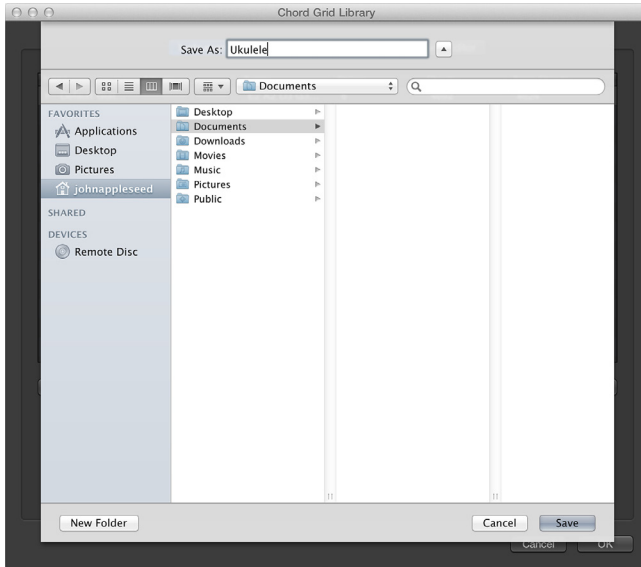 Chord Grid Library
Save As: Ukulele
Documents
FAVORITES
Applications
Desktop
Pictures
johnappleseed
SHARED
DEVICES
Remote Disc
Desktop
Documents
Downloads
Movies
Music
Pictures
Public
New Folder
Cancel
Save
Cancel
OK